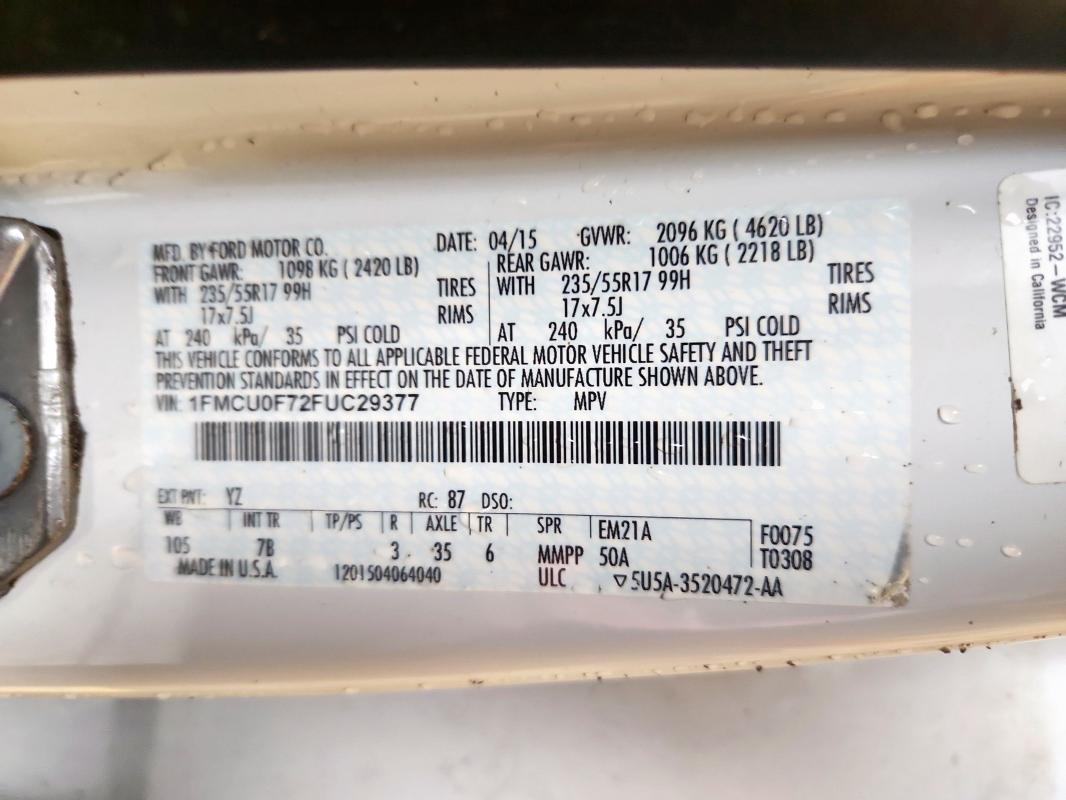 MFD. BY FORD MOTOR CO.
DATE: 04/15
GVWR: 2096 KG ( 4620 LB)
FRONT GAWR: 1098 KG ( 2420 LB)
WITH 235/55R17 99H TIRES
17x7.5J RIMS
AT 240 kPa/ 35 PSI COLD
REAR GAWR: 1006 KG ( 2218 LB)
WITH 235/55R17 99H TIRES
17x7.5J RIMS
AT 240 kPa/ 35 PSI COLD
THIS VEHICLE CONFORMS TO ALL APPLICABLE FEDERAL MOTOR VEHICLE SAFETY AND THEFT
PREVENTION STANDARDS IN EFFECT ON THE DATE OF MANUFACTURE SHOWN ABOVE.
VIN: 1FMCU0F72FUC29377 TYPE: MPV
EXT PNT: YZ RC: 87 DSO:
WB INT TR TP/PS R AXLE TR SPR EM21A F0075
105 7B 3 35 6 MMPP 50A T0308
MADE IN U.S.A. 1201504064040 ULC ▽5U5A-3520472-AA
IC:22952-WCM
Designed in California